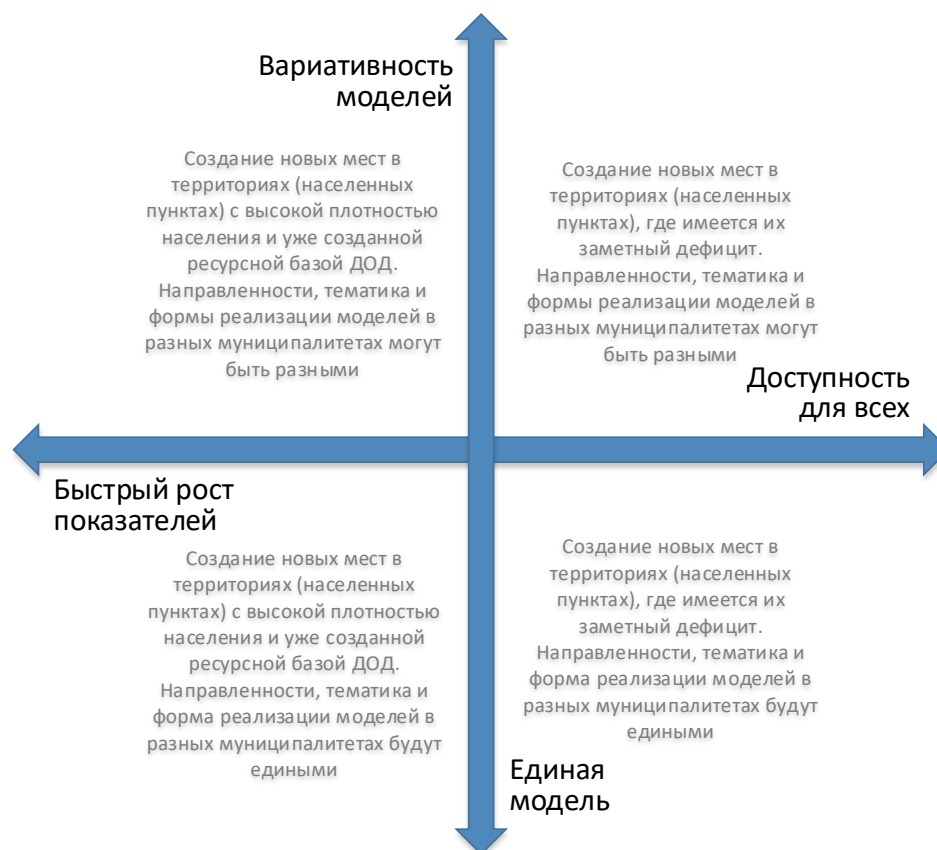 Вариативность
моделей
Создание новых мест в
территориях (населенных
пунктах) с высокой плотностью
населения и уже созданной
ресурсной базой ДОД.
Направленности, тематика и
формы реализации моделей в
разных муниципалитетах могут
быть разными
Создание новых мест в
территориях (населенных
пунктах), где имеется их
заметный дефицит.
Направленности, тематика и
формы реализации моделей в
разных муниципалитетах могут
быть разными
Доступность
для всех
Быстрый рост
показателей
Создание новых мест в
территориях (населенных
пунктах) с высокой плотностью
населения и уже созданной
ресурсной базой ДОД.
Направленности, тематика и
форма реализации моделей в
разных муниципалитетах будут
едиными
Создание новых мест в
территориях (населенных
пунктах), где имеется их
заметный дефицит.
Направленности, тематика и
форма реализации моделей в
разных муниципалитетах будут
едиными
Единая
модель